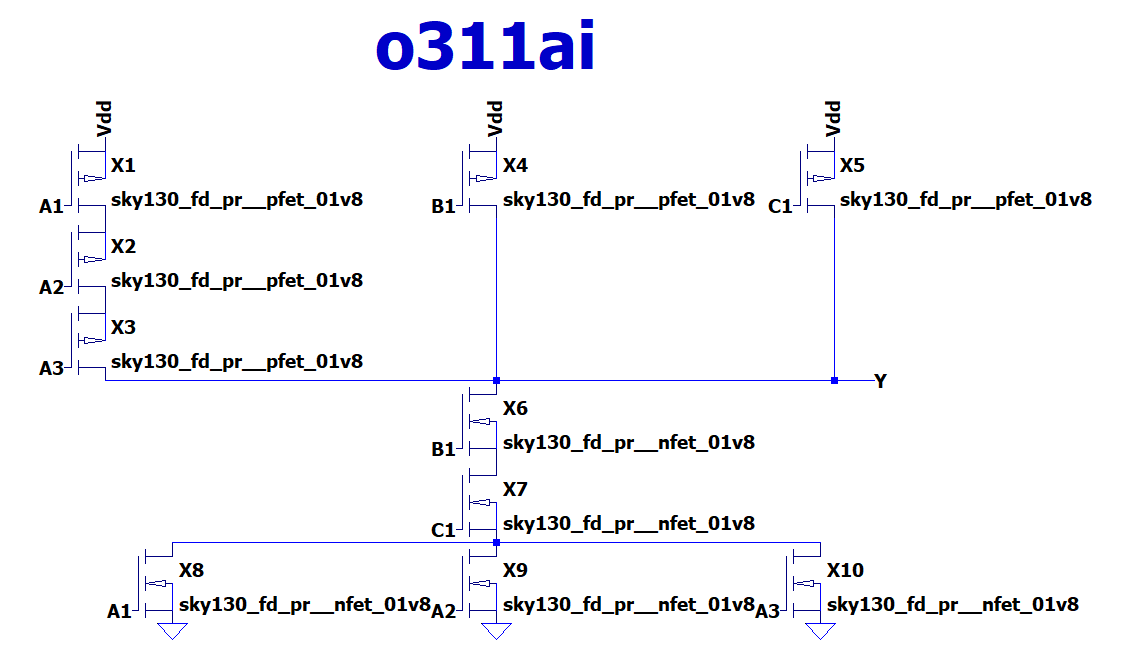 o311ai
Vdd Vdd Vdd
X1 X4 X5
A1 sky130_fd_pr__pfet_01v8 B1 sky130_fd_pr__pfet_01v8 C1 sky130_fd_pr__pfet_01v8
X2
A2 sky130_fd_pr__pfet_01v8
X3
A3 sky130_fd_pr__pfet_01v8
Y
X6
B1 sky130_fd_pr__nfet_01v8
X7
C1 sky130_fd_pr__nfet_01v8
X8 X9 X10
A1 sky130_fd_pr__nfet_01v8 A2 sky130_fd_pr__nfet_01v8 A3 sky130_fd_pr__nfet_01v8